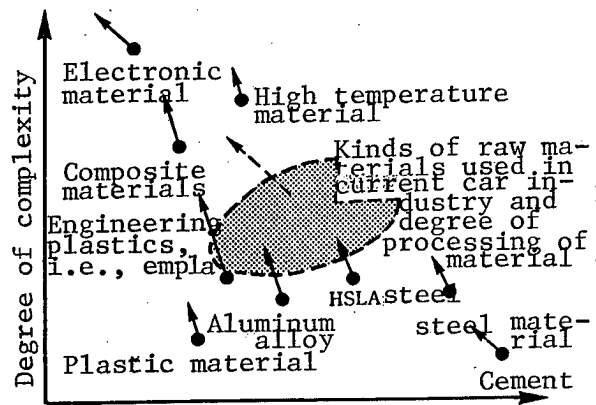 Degree of complexity
Electronic
material
High temperature
material
Composite
materials
Kinds of raw ma-
terials used in
current car in-
dustry and
degree of
processing of
material
Engineering
plastics,
i.e., empla
HSLA steel
Aluminum
alloy
steel mate-
rial
Plastic material
Cement